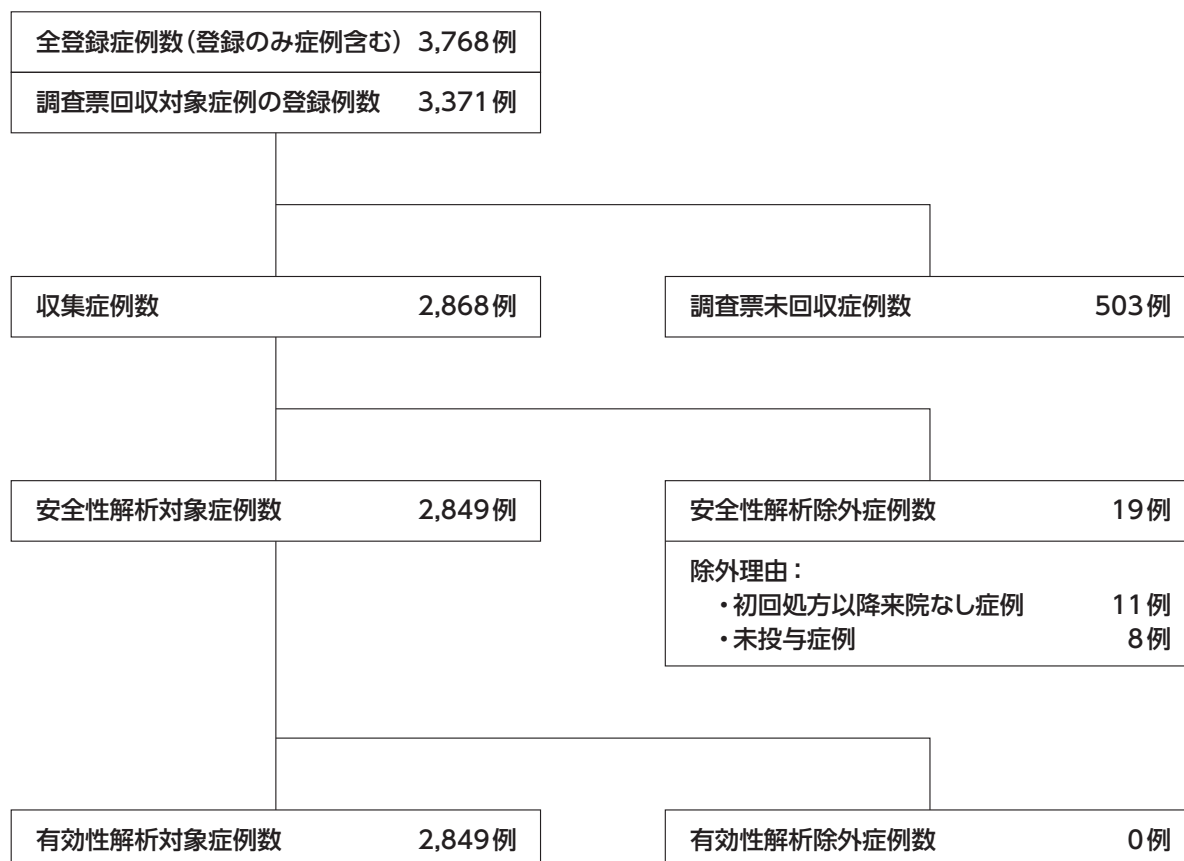 全登録症例数(登録のみ症例含む) 3,768例
調査票回収対象症例の登録例数 3,371例
収集症例数 2,868例
調査票未回収症例数 503例
安全性解析対象症例数 2,849例
安全性解析除外症例数 19例
除外理由：
・初回処方以降来院なし症例 11例
・未投与症例 8例
有効性解析対象症例数 2,849例
有効性解析除外症例数 0例